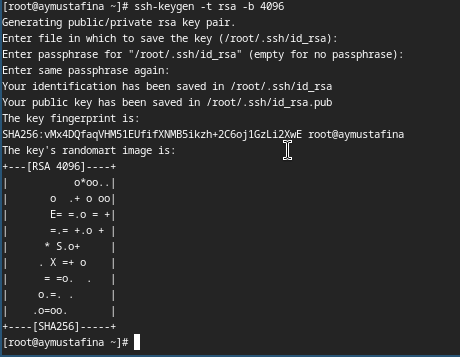 [root@aymustafina ~]# ssh-keygen -t rsa -b 4096
Generating public/private rsa key pair.
Enter file in which to save the key (/root/.ssh/id_rsa):
Enter passphrase for "/root/.ssh/id_rsa" (empty for no passphrase):
Enter same passphrase again:
Your identification has been saved in /root/.ssh/id_rsa
Your public key has been saved in /root/.ssh/id_rsa.pub
The key fingerprint is:
SHA256:vMx4DQfaqVHM51EUfifXNMB5ikzh+2C6oj1GzLi2XwE root@aymustafina
The key's randomart image is:
+---[RSA 4096]----+
|           o*oo..|
|       o  .+ o oo|
|       E= =.o = +|
|       =.= +.o + |
|      * S.o+     |
|     . X =+ o    |
|      = =o.  .   |
|     o.=. .      |
|    .o=oo.       |
+----[SHA256]-----+
[root@aymustafina ~]#